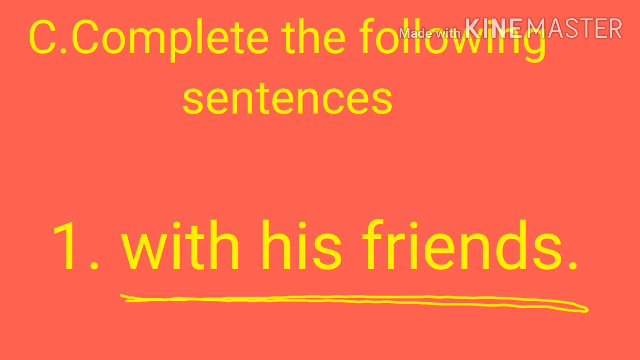 C.Complete the following
Made with KINEMASTER
sentences
1. with his friends.